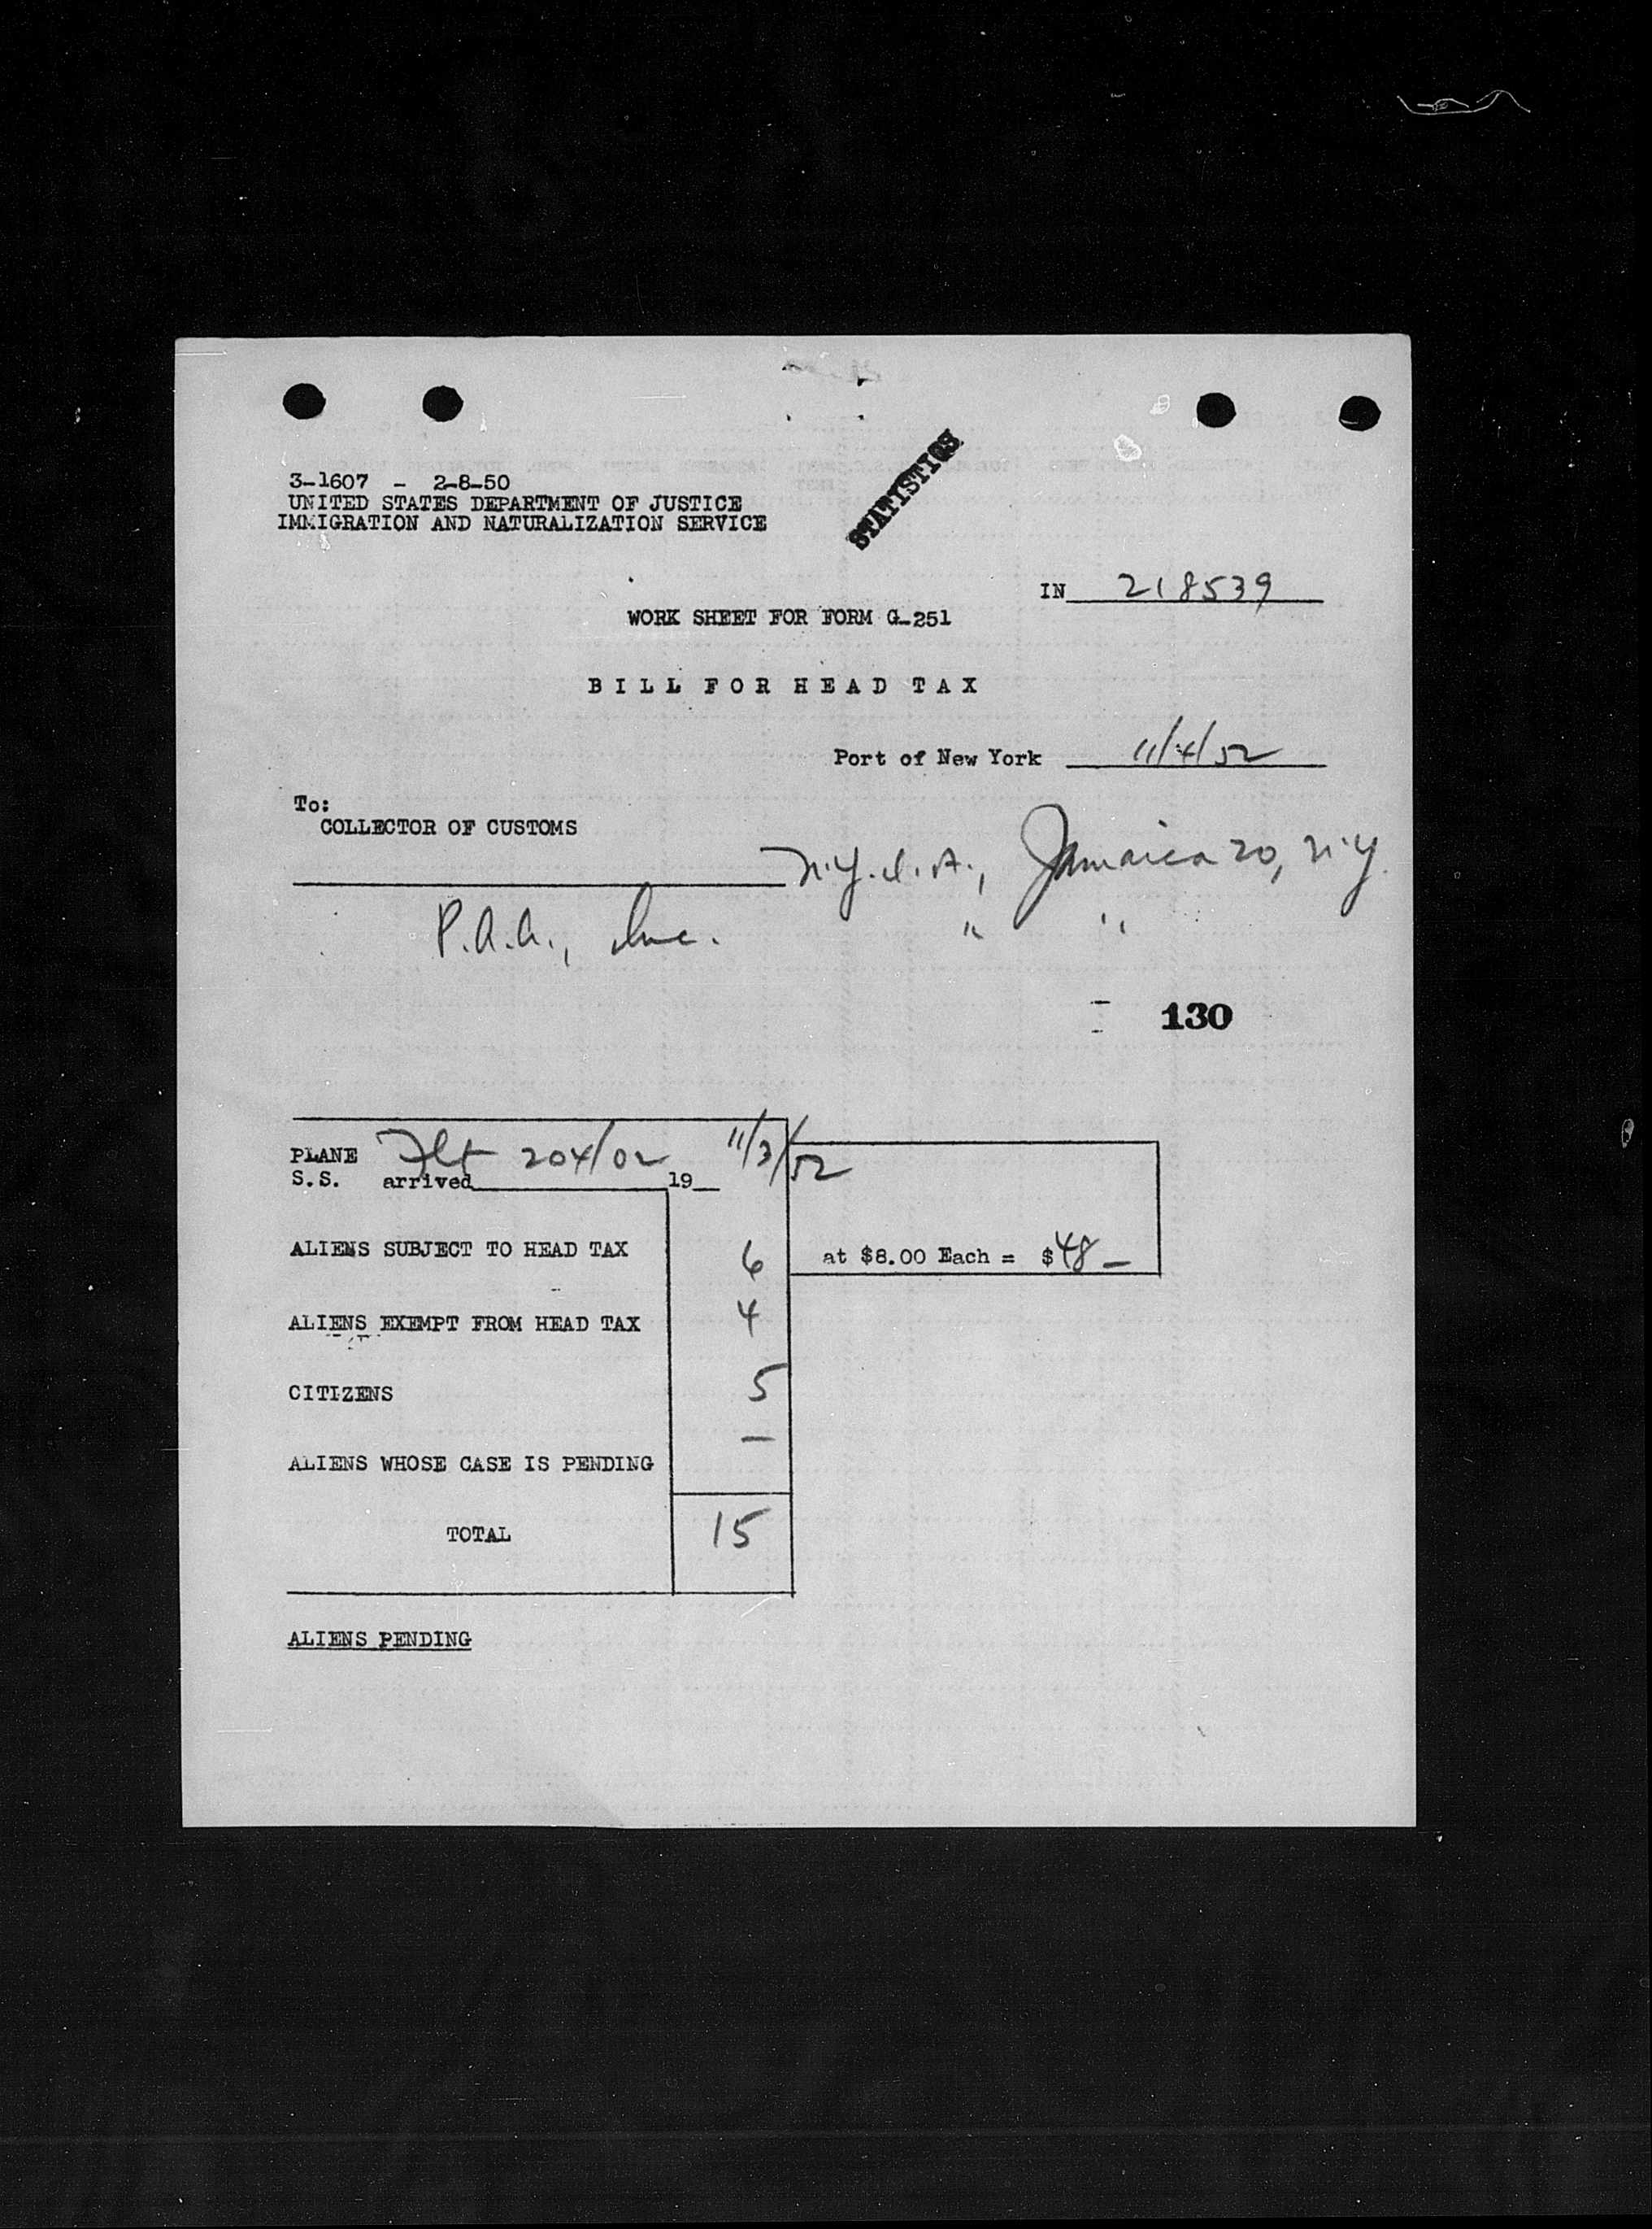 STATISTICS
3-1607 - 2-8-50
UNITED STATES DEPARTMENT OF JUSTICE
IMMIGRATION AND NATURALIZATION SERVICE
IN 218539
WORK SHEET FOR FORM G-251
BILL FOR HEAD TAX
Port of New York 11/4/52
To:
COLLECTOR OF CUSTOMS
N.Y.I.A., Jamaica 20, N.Y.
P.A.A., Inc. " "
130
PLANE Flt 204/02 11/3/52
S.S. arrived 19
ALIENS SUBJECT TO HEAD TAX 6 at $8.00 Each = $48 –
ALIENS EXEMPT FROM HEAD TAX 4
CITIZENS 5
ALIENS WHOSE CASE IS PENDING –
TOTAL 15
ALIENS PENDING